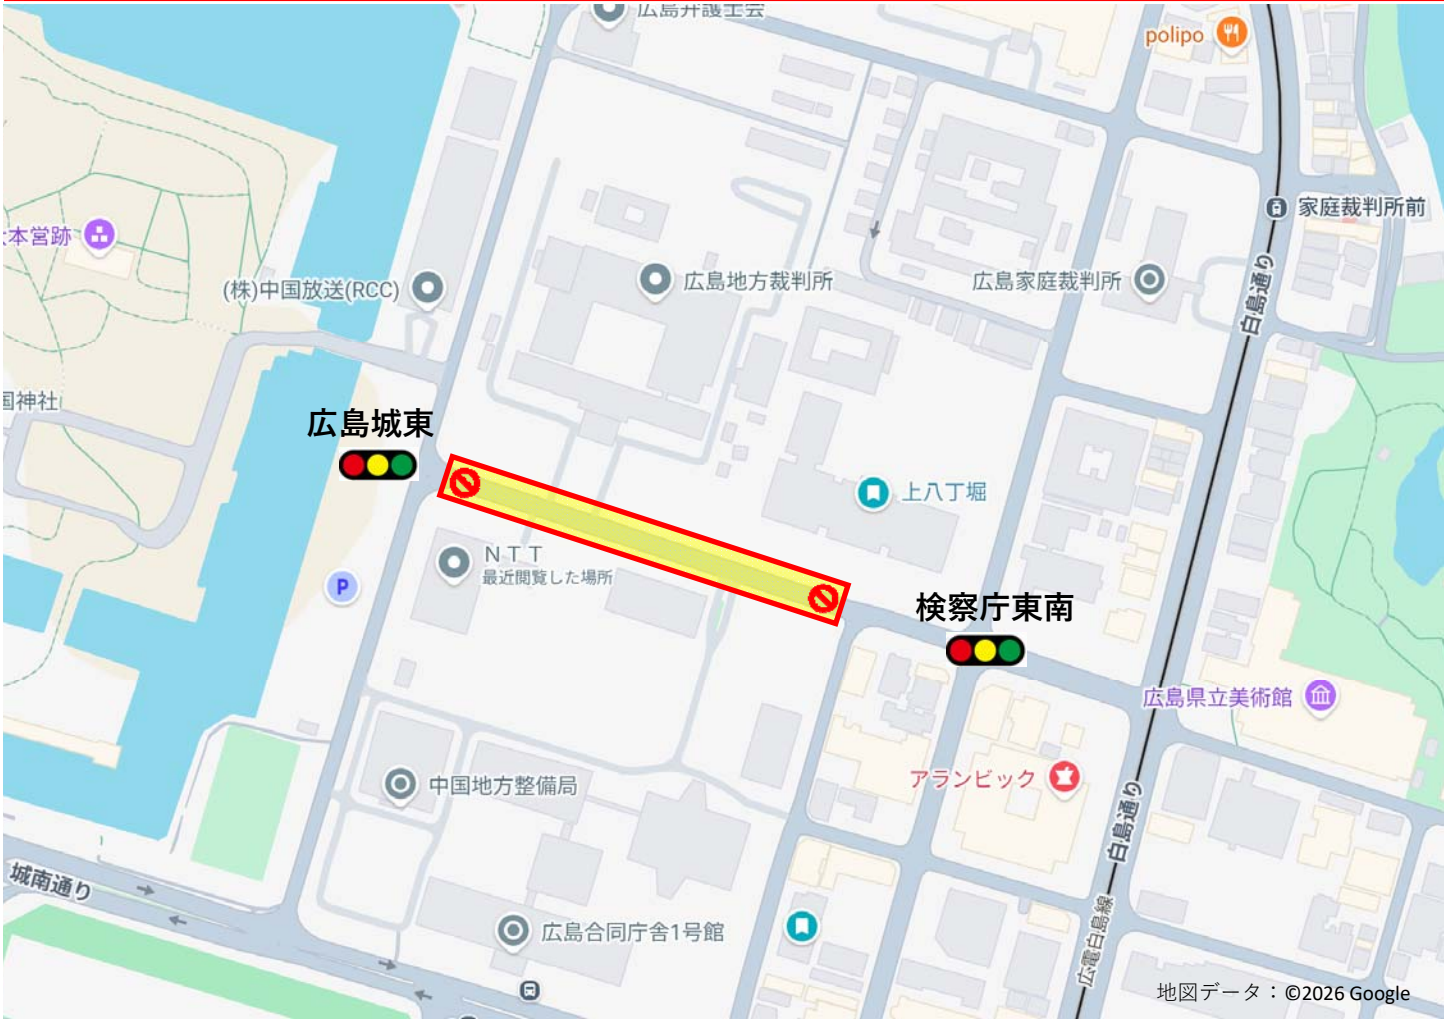 広島弁護士会
polipo
家庭裁判所前
本営跡
(株)中国放送(RCC)
広島地方裁判所
広島家庭裁判所
白島通り
国神社
広島城東
上八丁堀
NTT
最近閲覧した場所
P
検察庁東南
広島県立美術館
アランビック
中国地方整備局
白島通り
城南通り
広島合同庁舎1号館
広電白島線
地図データ：©2026 Google